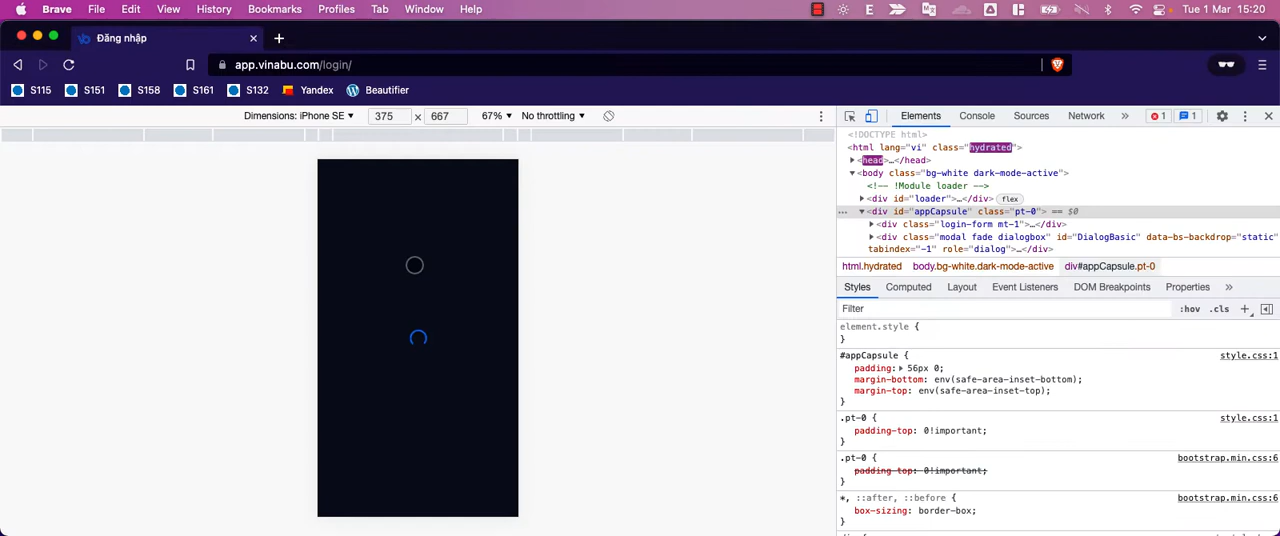 Brave File Edit View History Bookmarks Profiles Tab Window Help Tue 1 Mar 15:20
Đăng nhập
app.vinabu.com/login/
S115 S151 S158 S161 S132 Yandex Beautifier
Dimensions: iPhone SE 375 × 667 67% No throttling
Elements Console Sources Network 1 1
<!DOCTYPE html>
<html lang="vi" class="hydrated">
<head>…</head>
<body class="bg-white dark-mode-active">
<!-- !Module loader -->
<div id="loader">…</div> flex
<div id="appCapsule" class="pt-0"> == $0
<div class="login-form mt-1">…</div>
<div class="modal fade dialogbox" id="DialogBasic" data-bs-backdrop="static"
tabindex="-1" role="dialog">…</div>
html.hydrated body.bg-white.dark-mode-active div#appCapsule.pt-0
Styles Computed Layout Event Listeners DOM Breakpoints Properties
Filter :hov .cls
element.style {
}
#appCapsule { style.css:1
padding: 56px 0;
margin-bottom: env(safe-area-inset-bottom);
margin-top: env(safe-area-inset-top);
}
.pt-0 { style.css:1
padding-top: 0!important;
}
.pt-0 { bootstrap.min.css:6
padding-top: 0!important;
}
*, ::after, ::before { bootstrap.min.css:6
box-sizing: border-box;
}